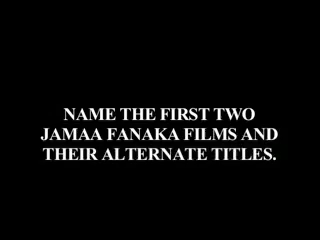 NAME THE FIRST TWO
JAMAA FANAKA FILMS AND
THEIR ALTERNATE TITLES.